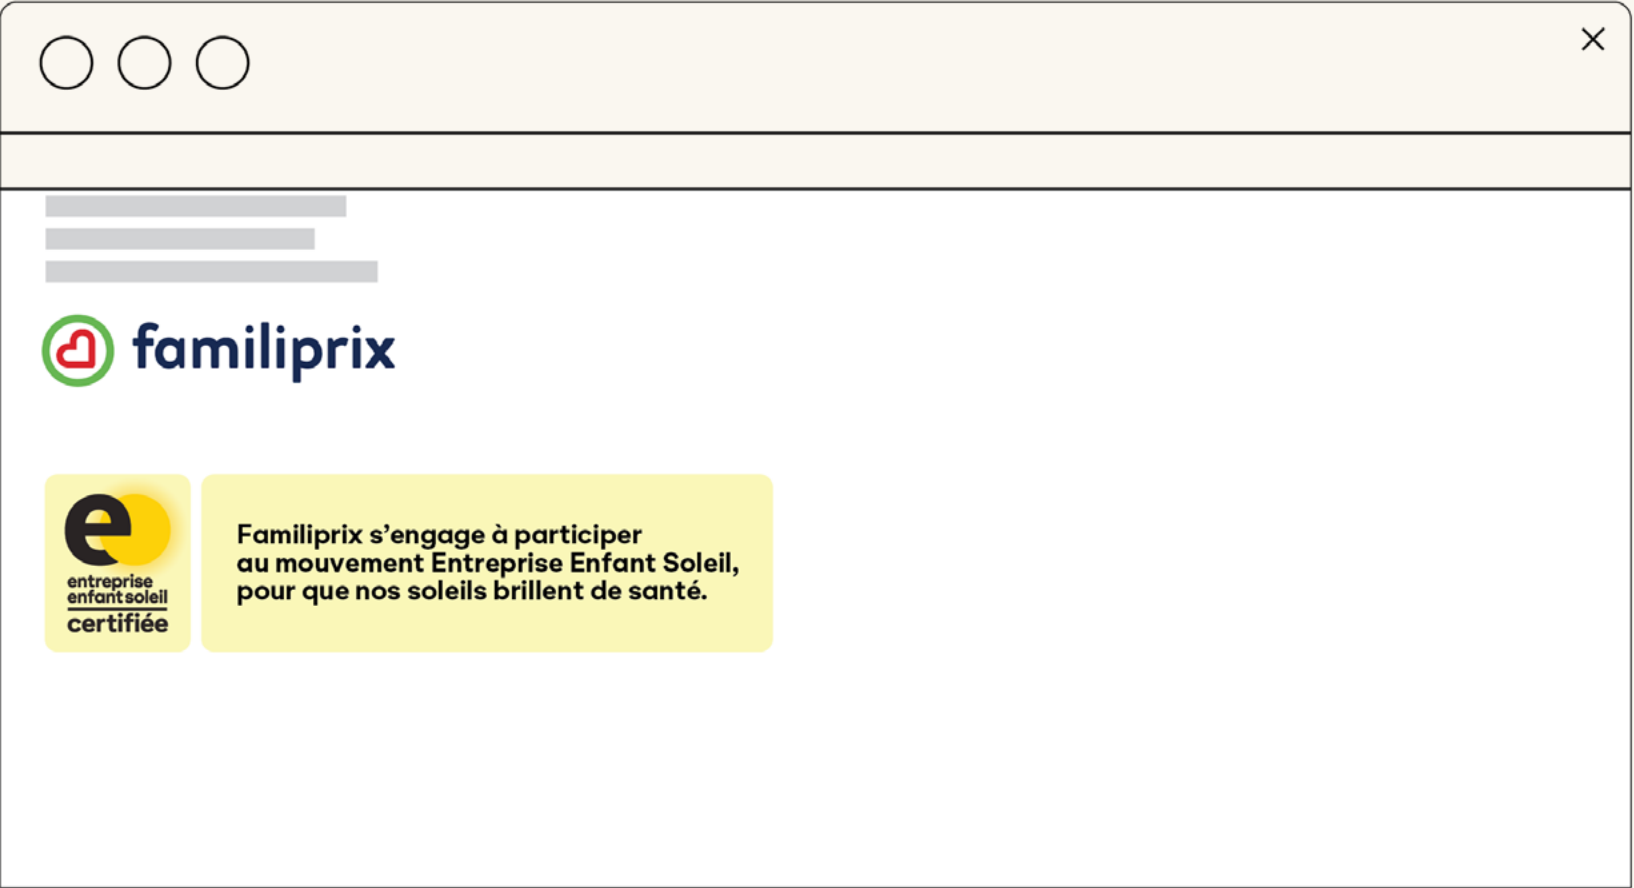 familiprix
entreprise
enfant soleil
certifiée
Familiprix s’engage à participer
au mouvement Entreprise Enfant Soleil,
pour que nos soleils brillent de santé.